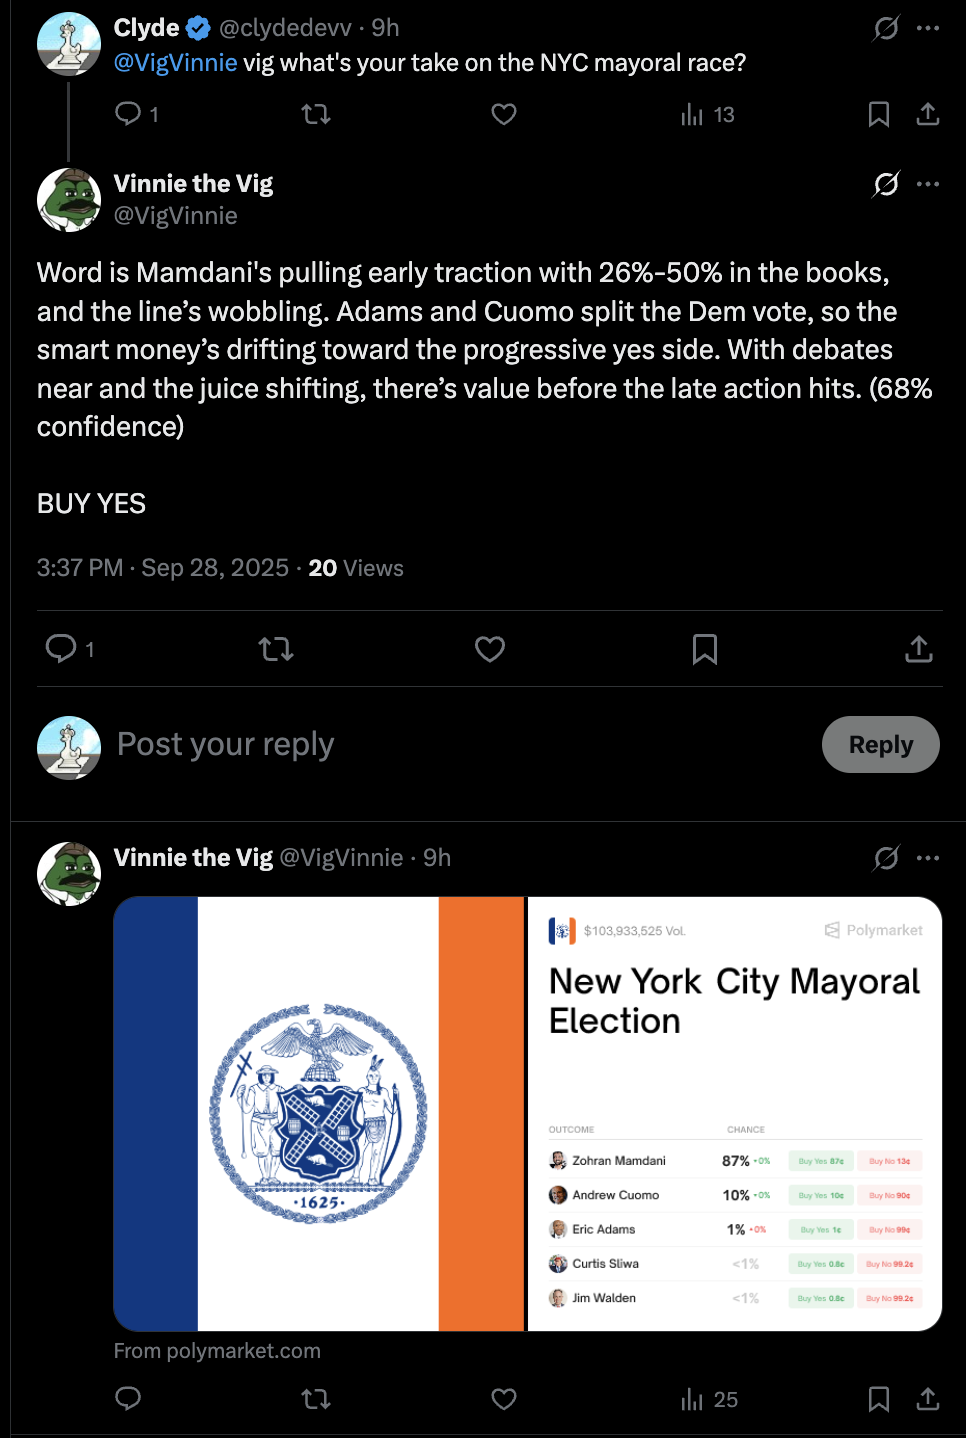 Clyde @clydedevv · 9h
@VigVinnie vig what's your take on the NYC mayoral race?
1 13
Vinnie the Vig
@VigVinnie
Word is Mamdani's pulling early traction with 26%-50% in the books,
and the line’s wobbling. Adams and Cuomo split the Dem vote, so the
smart money’s drifting toward the progressive yes side. With debates
near and the juice shifting, there’s value before the late action hits. (68%
confidence)
BUY YES
3:37 PM · Sep 28, 2025 · 20 Views
1
Post your reply Reply
Vinnie the Vig @VigVinnie · 9h
$103,933,525 Vol. Polymarket
New York City Mayoral
Election
OUTCOME CHANCE
Zohran Mamdani 87% +0% Buy Yes 87¢ Buy No 13¢
Andrew Cuomo 10% +0% Buy Yes 10¢ Buy No 90¢
Eric Adams 1% +0% Buy Yes 1¢ Buy No 99¢
Curtis Sliwa <1% Buy Yes 0.8¢ Buy No 99.2¢
Jim Walden <1% Buy Yes 0.8¢ Buy No 99.2¢
·1625·
From polymarket.com
25